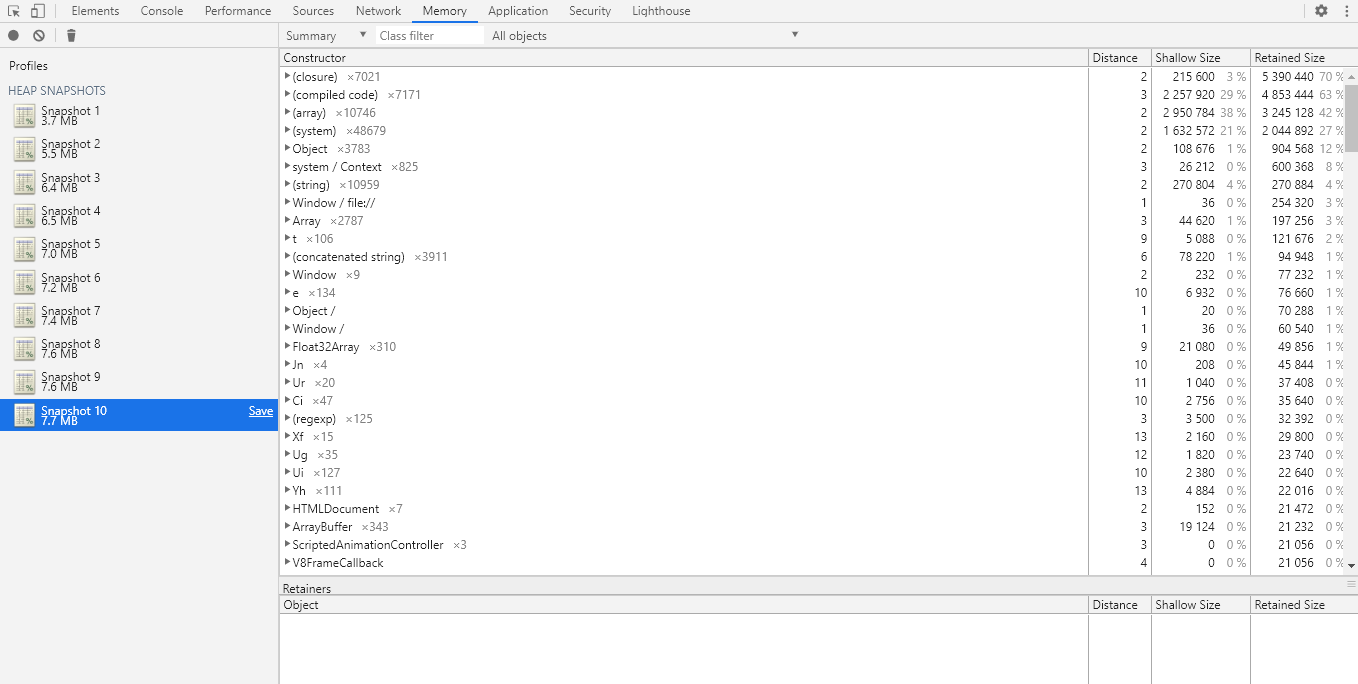 Elements Console Performance Sources Network Memory Application Security Lighthouse
Summary Class filter All objects
Profiles
HEAP SNAPSHOTS
Snapshot 1
3.7 MB
Snapshot 2
5.5 MB
Snapshot 3
6.4 MB
Snapshot 4
6.5 MB
Snapshot 5
7.0 MB
Snapshot 6
7.2 MB
Snapshot 7
7.4 MB
Snapshot 8
7.6 MB
Snapshot 9
7.6 MB
Snapshot 10 Save
7.7 MB
Constructor Distance Shallow Size Retained Size
(closure) ×7021 2 215 600 3 % 5 390 440 70 %
(compiled code) ×7171 3 2 257 920 29 % 4 853 444 63 %
(array) ×10746 2 2 950 784 38 % 3 245 128 42 %
(system) ×48679 2 1 632 572 21 % 2 044 892 27 %
Object ×3783 2 108 676 1 % 904 568 12 %
system / Context ×825 3 26 212 0 % 600 368 8 %
(string) ×10959 2 270 804 4 % 270 884 4 %
Window / file:// 1 36 0 % 254 320 3 %
Array ×2787 3 44 620 1 % 197 256 3 %
t ×106 9 5 088 0 % 121 676 2 %
(concatenated string) ×3911 6 78 220 1 % 94 948 1 %
Window ×9 2 232 0 % 77 232 1 %
e ×134 10 6 932 0 % 76 660 1 %
Object / 1 20 0 % 70 288 1 %
Window / 1 36 0 % 60 540 1 %
Float32Array ×310 9 21 080 0 % 49 856 1 %
Jn ×4 10 208 0 % 45 844 1 %
Ur ×20 11 1 040 0 % 37 408 0 %
Ci ×47 10 2 756 0 % 35 640 0 %
(regexp) ×125 3 3 500 0 % 32 392 0 %
Xf ×15 13 2 160 0 % 29 800 0 %
Ug ×35 12 1 820 0 % 23 740 0 %
Ui ×127 10 2 380 0 % 22 640 0 %
Yh ×111 13 4 884 0 % 22 016 0 %
HTMLDocument ×7 2 152 0 % 21 472 0 %
ArrayBuffer ×343 3 19 124 0 % 21 232 0 %
ScriptedAnimationController ×3 3 0 0 % 21 056 0 %
V8FrameCallback 4 0 0 % 21 056 0 %
Retainers
Object Distance Shallow Size Retained Size